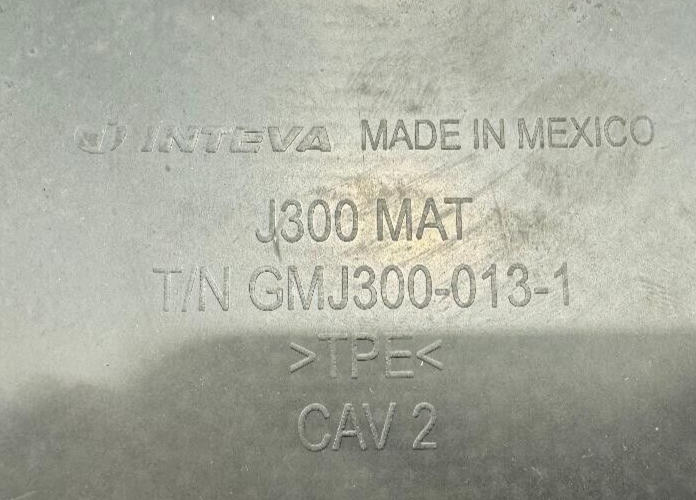 INTEVA MADE IN MEXICO
J300 MAT
T/N GMJ300-013-1
>TPE<
CAV 2